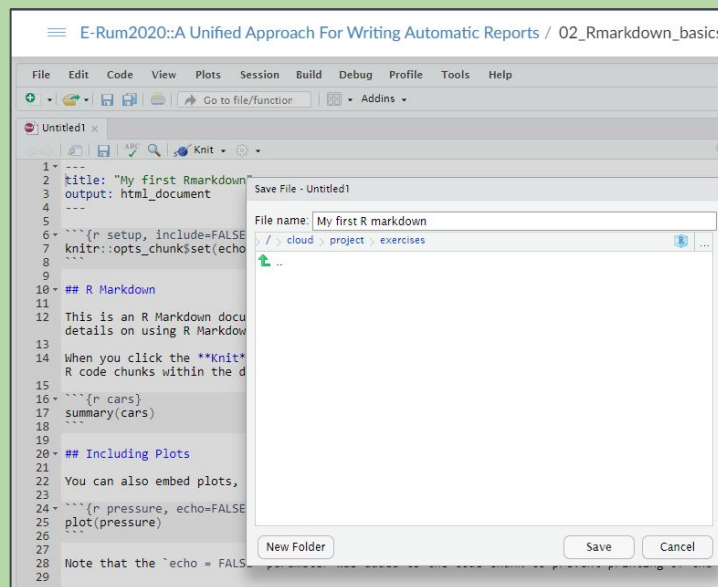 E-Rum2020::A Unified Approach For Writing Automatic Reports / 02_Rmarkdown_basics
File Edit Code View Plots Session Build Debug Profile Tools Help
Go to file/function Addins
Untitled1
ABC Knit
1 ---
2 title: "My first Rmarkdown"
3 output: html_document
4 ---
5
6 ```{r setup, include=FALSE
7 knitr::opts_chunk$set(echo
8 ```
9
10 ## R Markdown
11
12 This is an R Markdown docu
details on using R Markdow
13
14 When you click the **Knit*
R code chunks within the d
15
16 ```{r cars}
17 summary(cars)
18 ```
19
20 ## Including Plots
21
22 You can also embed plots,
23
24 ```{r pressure, echo=FALSE
25 plot(pressure)
26 ```
27
28 Note that the `echo = FALS
29
Save File - Untitled1
File name: My first R markdown
/ > cloud > project > exercises R ...
..
New Folder Save Cancel